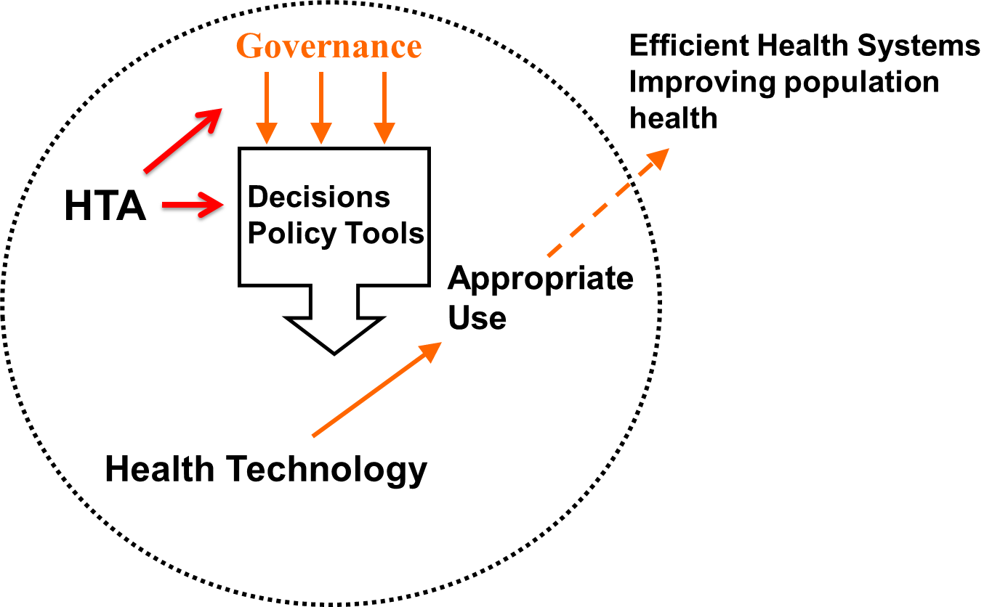 Governance
Efficient Health Systems
Improving population
health
HTA
Decisions
Policy Tools
Appropriate
Use
Health Technology